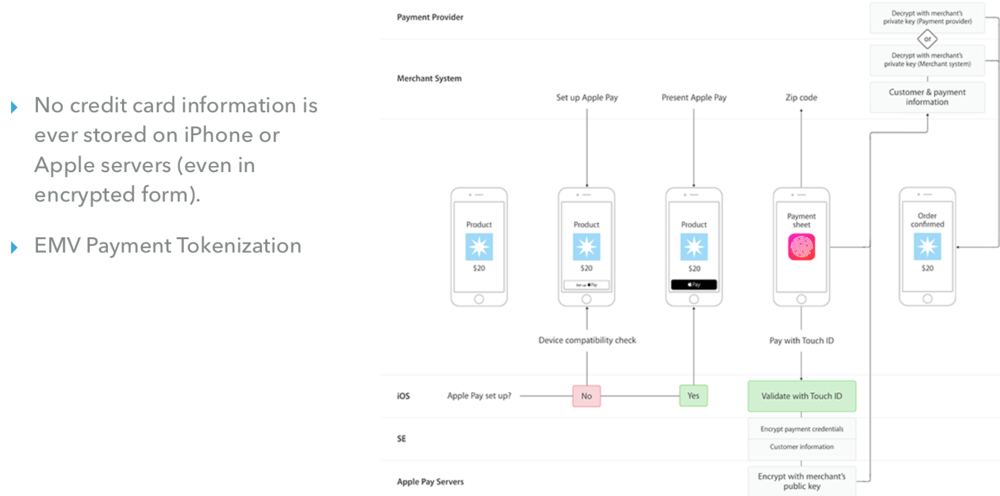 No credit card information is
ever stored on iPhone or
Apple servers (even in
encrypted form).
EMV Payment Tokenization
Payment Provider
Decrypt with merchant's
private key (Payment provider)
or
Decrypt with merchant's
private key (Merchant system)
Merchant System
Customer & payment
information
Set up Apple Pay
Present Apple Pay
Zip code
Product
$20
Product
$20
Set up Pay
Product
$20
Pay
Payment
sheet
Order
confirmed
$20
Device compatibility check
Pay with Touch ID
iOS
Apple Pay set up?
No
Yes
Validate with Touch ID
SE
Encrypt payment credentials
Customer information
Apple Pay Servers
Encrypt with merchant's
public key